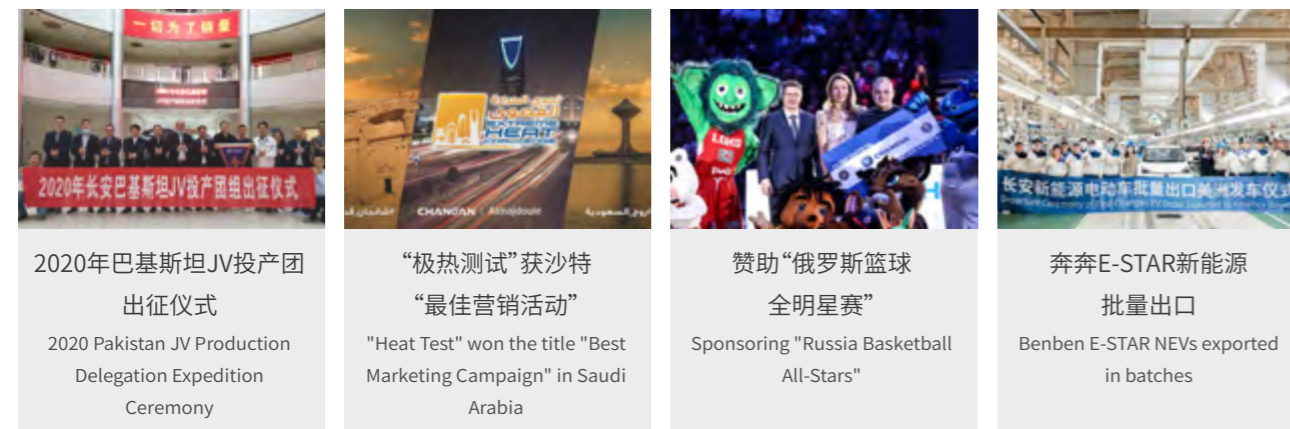 一切为了销量
2020年长安巴基斯坦JV投产团组出征仪式
2020年巴基斯坦JV投产团
出征仪式
2020 Pakistan JV Production
Delegation Expedition
Ceremony
EXTREME
HEAT
CHANGAN | Almajdouie
السعودية
“极热测试”获沙特
“最佳营销活动”
"Heat Test" won the title "Best
Marketing Campaign" in Saudi
Arabia
赞助“俄罗斯篮球
全明星赛”
Sponsoring "Russia Basketball
All-Stars"
长安新能源电动车批量出口美洲发车仪式
奔奔E-STAR新能源
批量出口
Benben E-STAR NEVs exported
in batches